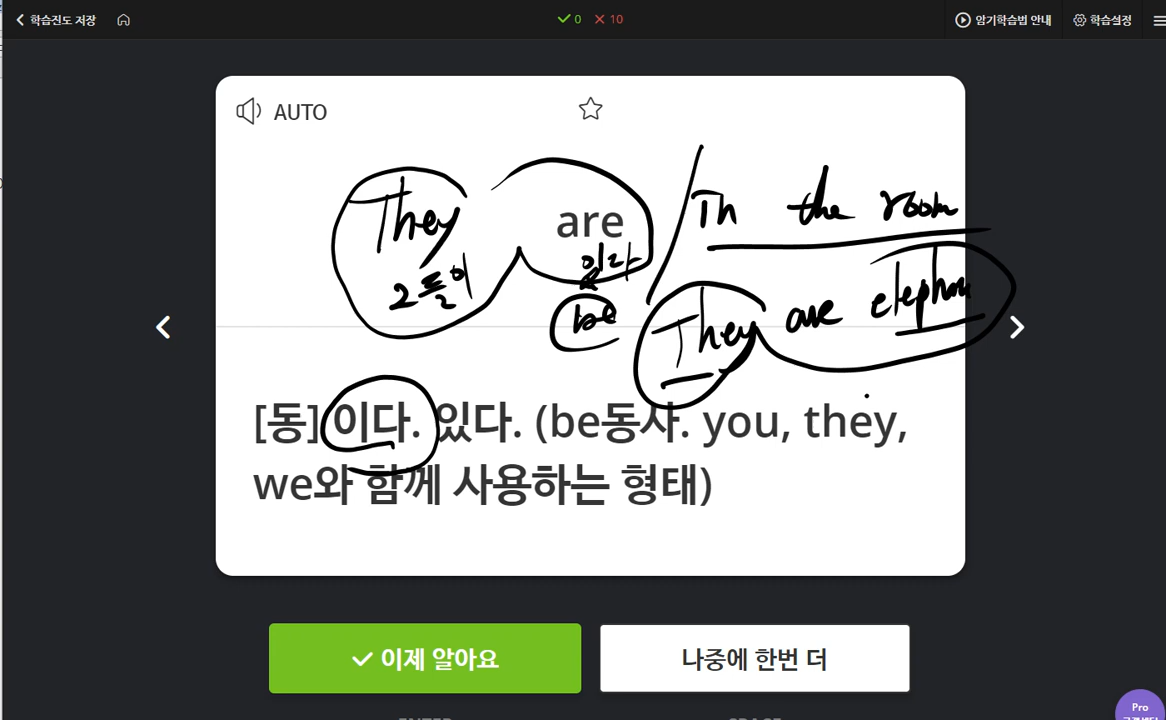 학습진도 저장 0 10 암기학습법 안내 학습설정
AUTO
They are / In the room
그들이 있다
be They are elephan
[동] 이다. 있다. (be동사. you, they,
we와 함께 사용하는 형태)
이제 알아요 나중에 한번 더
Pro